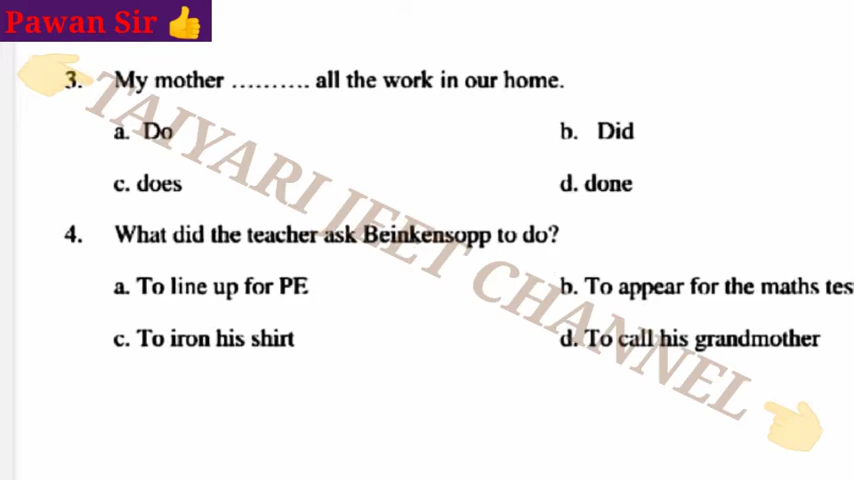 Pawan Sir 👍
3. My mother .......... all the work in our home.
a. Do b. Did
c. does d. done
4. What did the teacher ask Beinkensopp to do?
a. To line up for PE b. To appear for the maths tes
c. To iron his shirt d. To call his grandmother
TAIYARI JEET CHANNEL